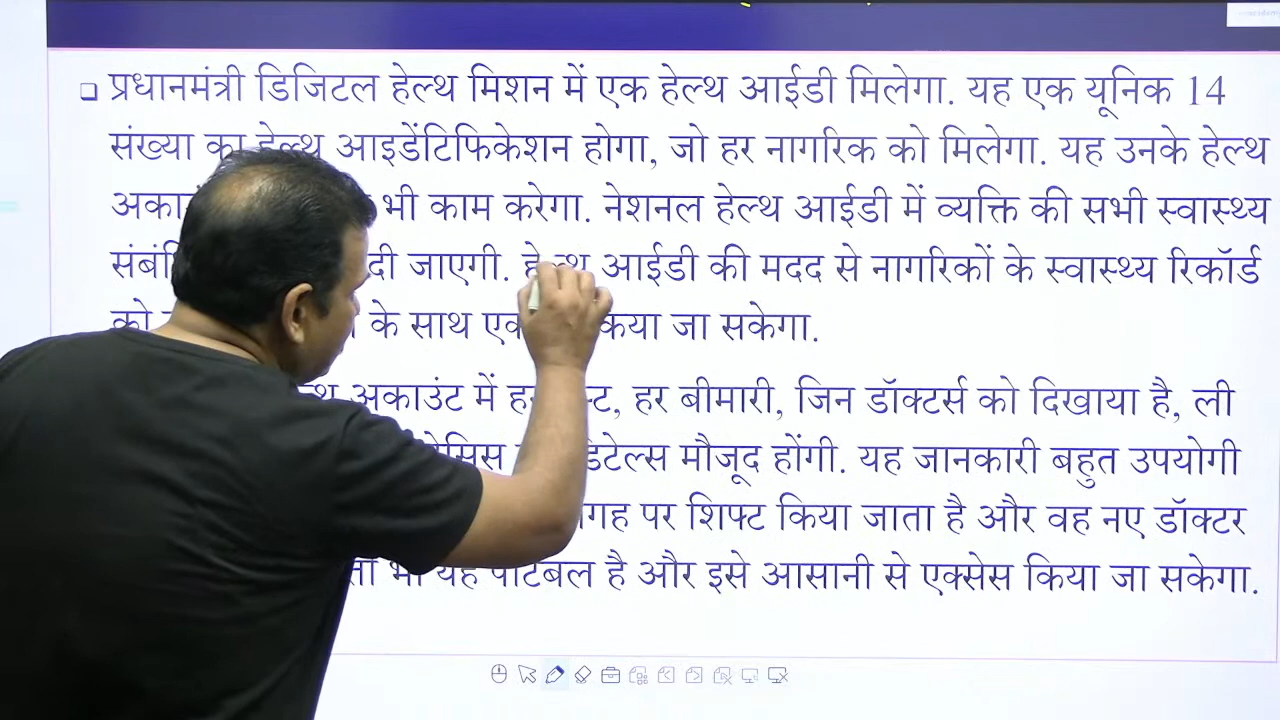 ❑ प्रधानमंत्री डिजिटल हेल्थ मिशन में एक हेल्थ आईडी मिलेगा. यह एक यूनिक 14
संख्या का हेल्थ आइडेंटिफिकेशन होगा, जो हर नागरिक को मिलेगा. यह उनके हेल्थ
भी काम करेगा. नेशनल हेल्थ आईडी में व्यक्ति की सभी स्वास्थ्य
दी जाएगी. हेल्थ आईडी की मदद से नागरिकों के स्वास्थ्य रिकॉर्ड
को के साथ किया जा सकेगा.
अकाउंट में हर टेस्ट, हर बीमारी, जिन डॉक्टर्स को दिखाया है, ली
डिटेल्स मौजूद होंगी. यह जानकारी बहुत उपयोगी
जगह पर शिफ्ट किया जाता है और वह नए डॉक्टर
भी यह पोर्टेबल है और इसे आसानी से एक्सेस किया जा सकेगा.